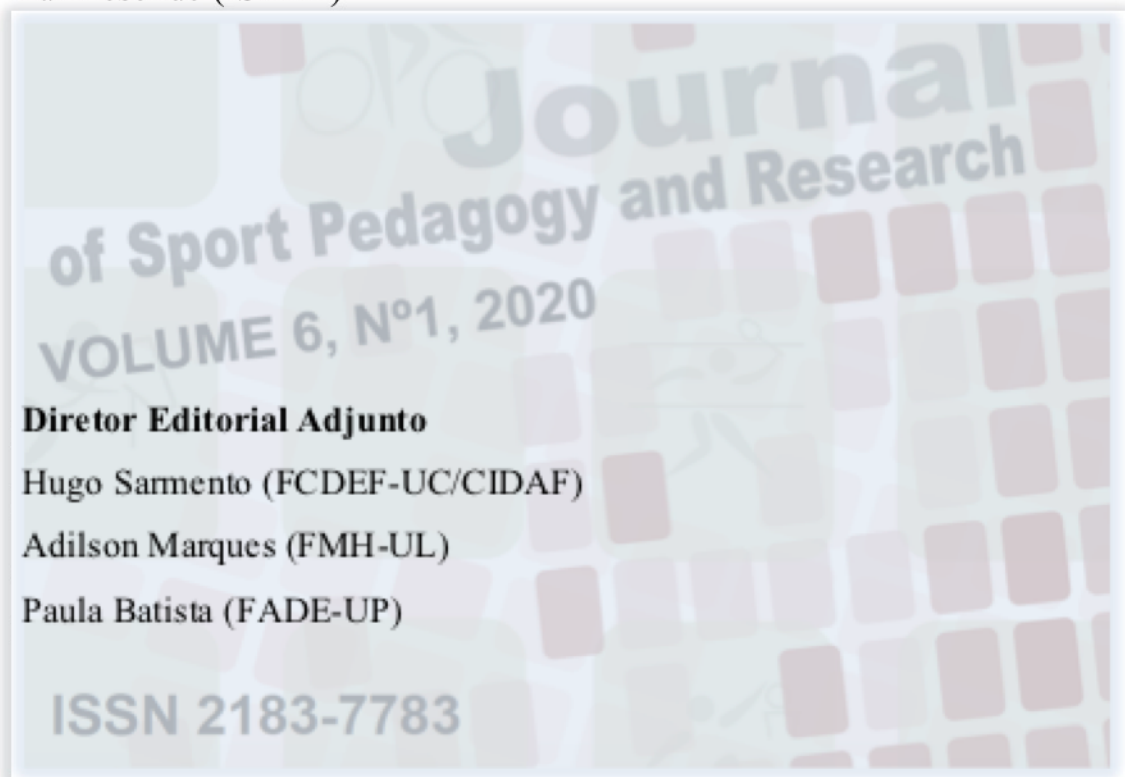 Journal
of Sport Pedagogy and Research
VOLUME 6, Nº1, 2020
Diretor Editorial Adjunto
Hugo Sarmento (FCDEF-UC/CIDAF)
Adilson Marques (FMH-UL)
Paula Batista (FADE-UP)
ISSN 2183-7783